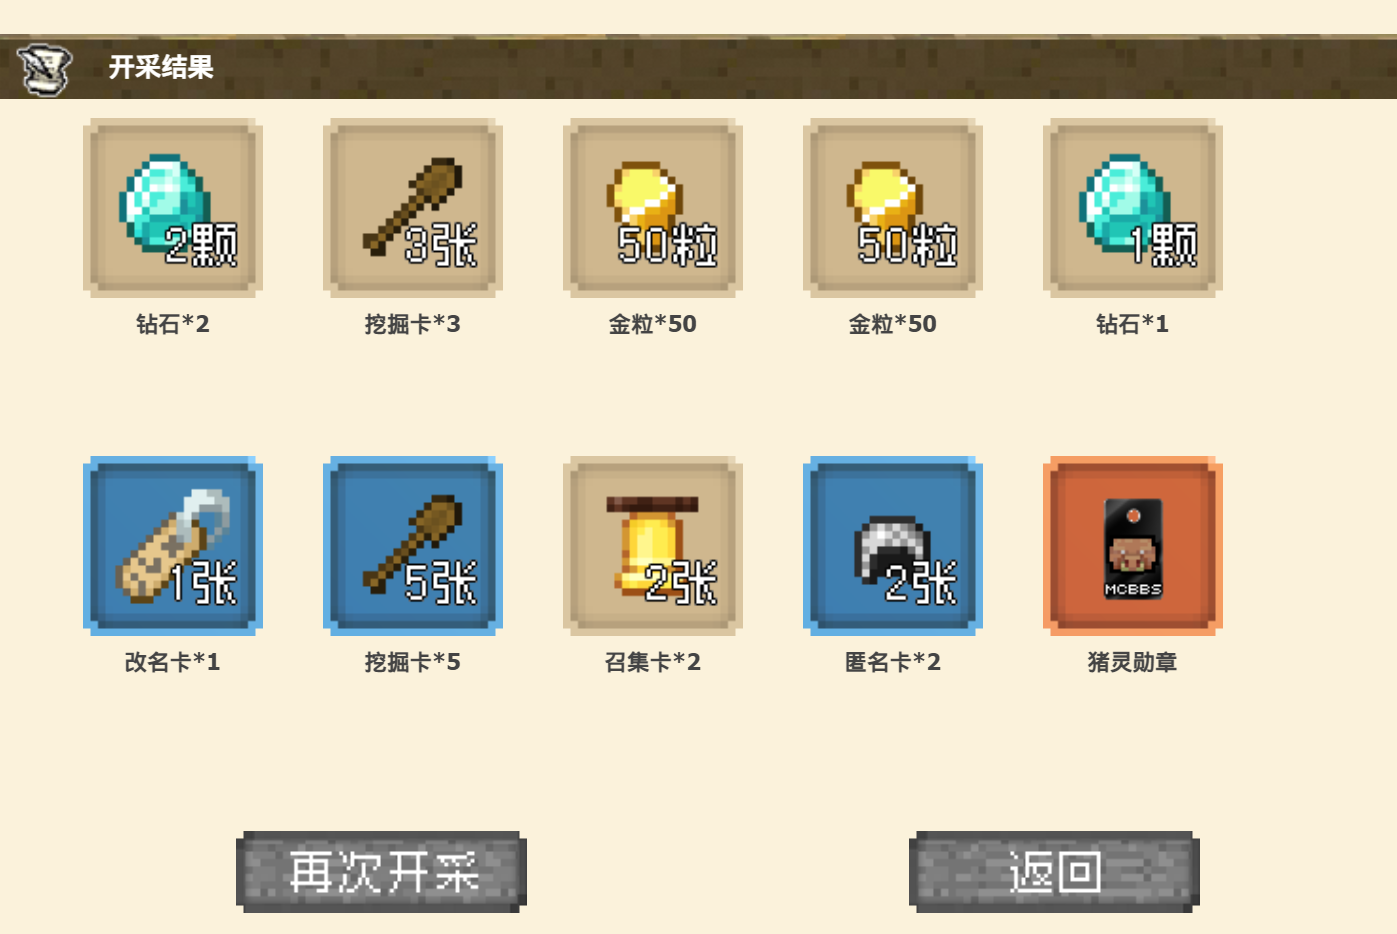 开采结果
2颗
3张
50粒
50粒
1颗
钻石*2
挖掘卡*3
金粒*50
金粒*50
钻石*1
1张
5张
2张
2张
MCBBS
改名卡*1
挖掘卡*5
召集卡*2
匿名卡*2
猪灵勋章
再次开采
返回